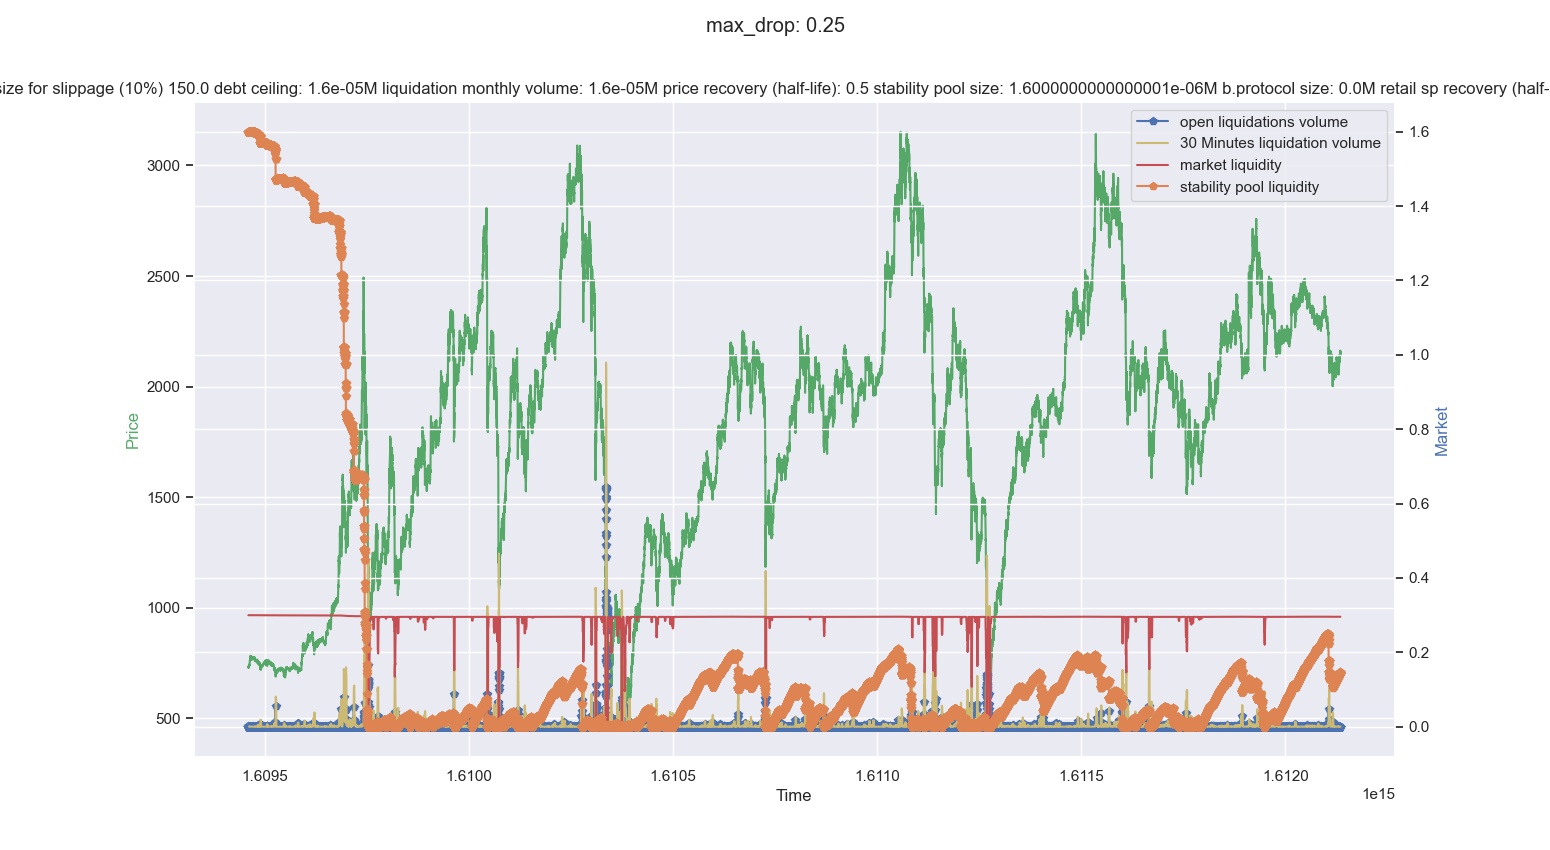 max_drop: 0.25
size for slippage (10%) 150.0 debt ceiling: 1.6e-05M liquidation monthly volume: 1.6e-05M price recovery (half-life): 0.5 stability pool size: 1.6000000000000001e-06M b.protocol size: 0.0M retail sp recovery (half-
open liquidations volume
30 Minutes liquidation volume
market liquidity
stability pool liquidity
3000
2500
2000
1500
1000
500
Price
1.6
1.4
1.2
1.0
0.8
0.6
0.4
0.2
0.0
Market
1.6095
1.6100
1.6105
1.6110
1.6115
1.6120
Time
1e15